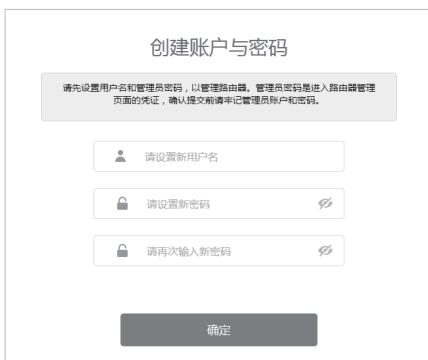 创建账户与密码
请先设置用户名和管理员密码，以管理路由器。管理员密码是进入路由器管理
页面的凭证，确认提交前请牢记管理员账户和密码。
请设置新用户名
请设置新密码
请再次输入新密码
确定